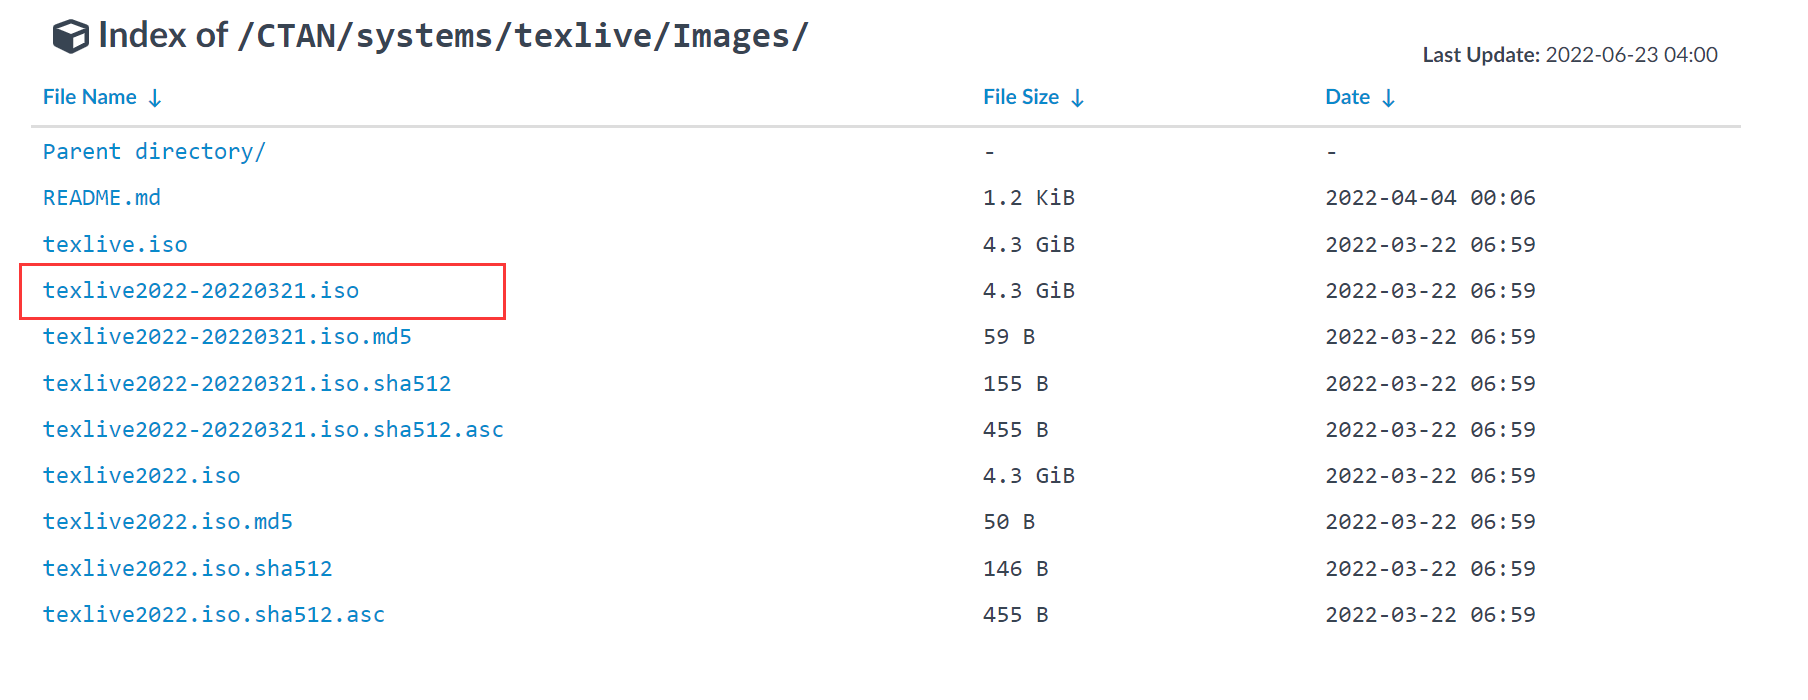 Index of /CTAN/systems/texlive/Images/
Last Update: 2022-06-23 04:00
File Name ↓ File Size ↓ Date ↓
Parent directory/ - -
README.md 1.2 KiB 2022-04-04 00:06
texlive.iso 4.3 GiB 2022-03-22 06:59
texlive2022-20220321.iso 4.3 GiB 2022-03-22 06:59
texlive2022-20220321.iso.md5 59 B 2022-03-22 06:59
texlive2022-20220321.iso.sha512 155 B 2022-03-22 06:59
texlive2022-20220321.iso.sha512.asc 455 B 2022-03-22 06:59
texlive2022.iso 4.3 GiB 2022-03-22 06:59
texlive2022.iso.md5 50 B 2022-03-22 06:59
texlive2022.iso.sha512 146 B 2022-03-22 06:59
texlive2022.iso.sha512.asc 455 B 2022-03-22 06:59